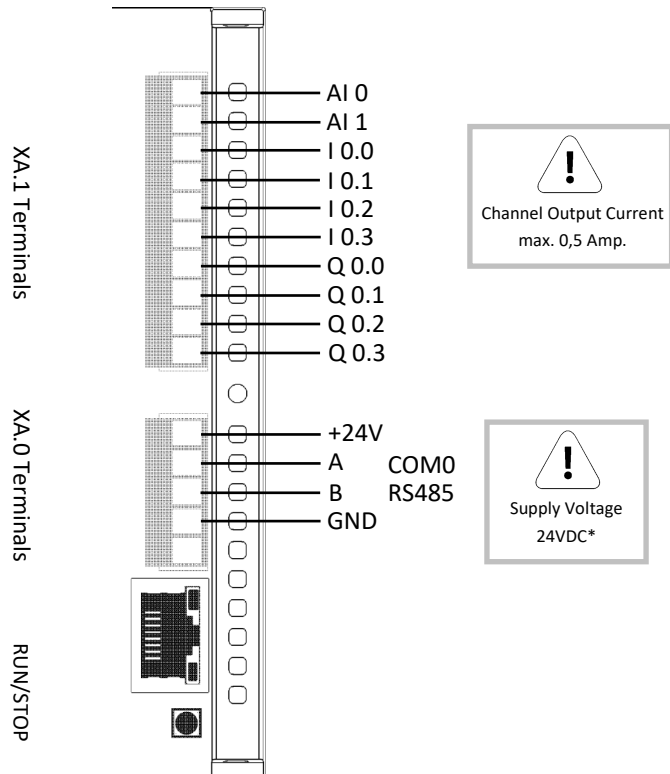 XA.1 Terminals
AI 0
AI 1
I 0.0
I 0.1
I 0.2
I 0.3
Q 0.0
Q 0.1
Q 0.2
Q 0.3
!
Channel Output Current
max. 0,5 Amp.
XA.0 Terminals
+24V
A
B
GND
COM0
RS485
!
Supply Voltage
24VDC*
RUN/STOP